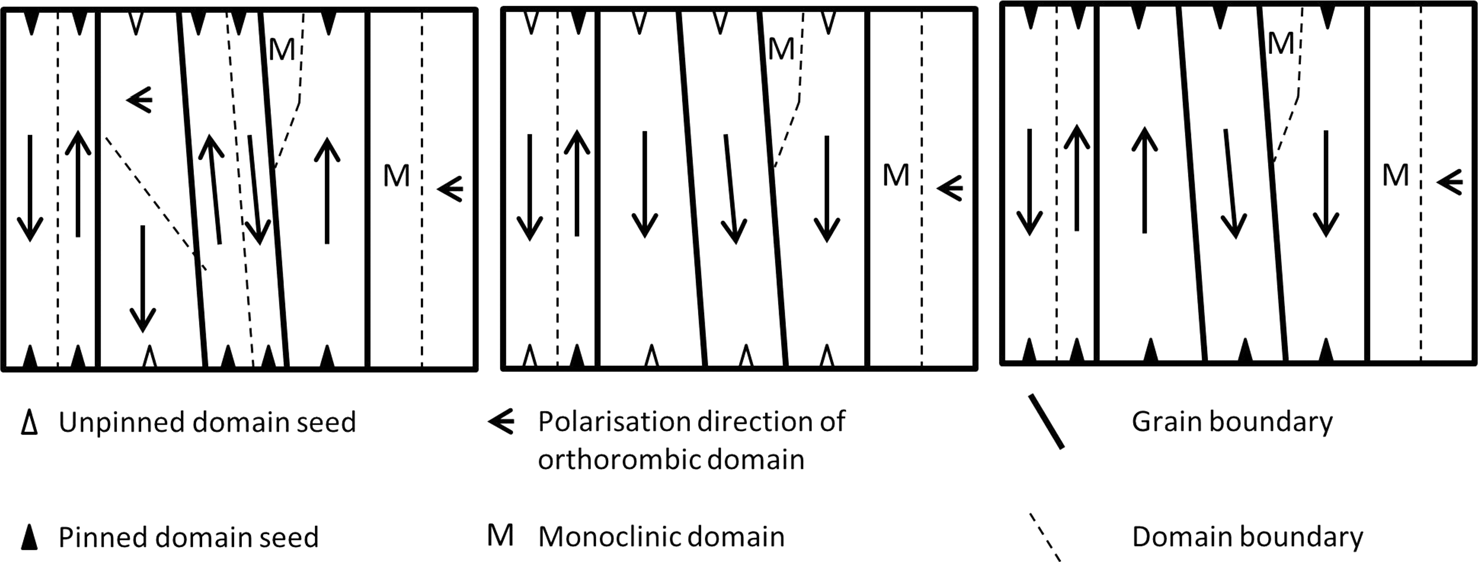 M
M
M
M
M
M
Unpinned domain seed
Polarisation direction of
orthorombic domain
Grain boundary
Pinned domain seed
M
Monoclinic domain
Domain boundary